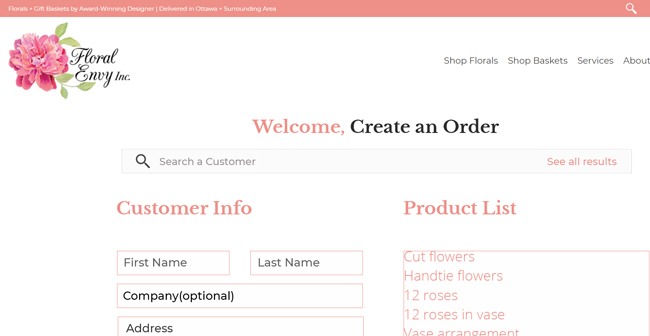 Florals + Gift Baskets by Award-Winning Designer | Delivered in Ottawa + Surrounding Area
Floral
Envy Inc.
Shop Florals Shop Baskets Services About
Welcome, Create an Order
Search a Customer See all results
Customer Info
First Name Last Name
Company(optional)
Address
Product List
Cut flowers
Handtie flowers
12 roses
12 roses in vase
Vase arrangement